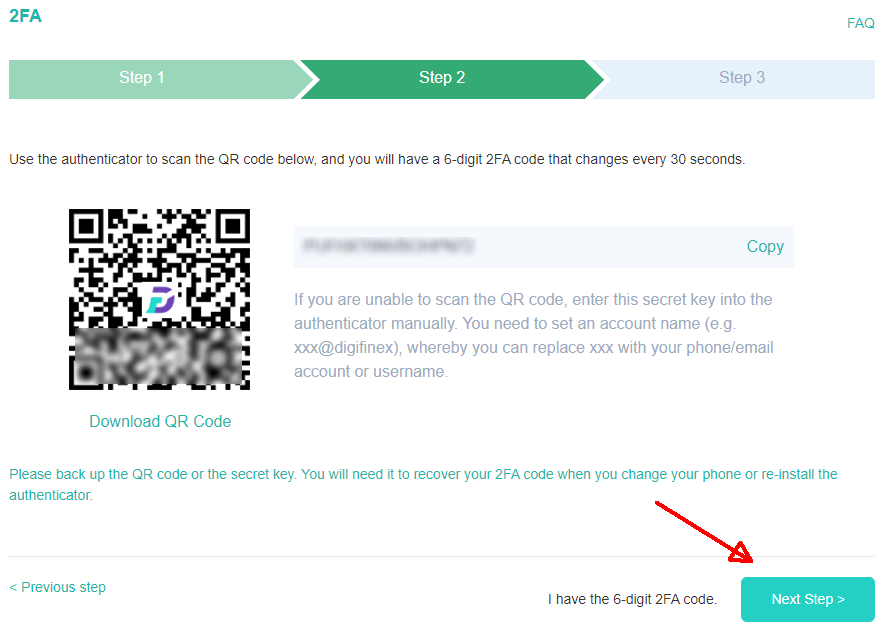 2FA
FAQ
Step 1
Step 2
Step 3
Use the authenticator to scan the QR code below, and you will have a 6-digit 2FA code that changes every 30 seconds.
Copy
If you are unable to scan the QR code, enter this secret key into the
authenticator manually. You need to set an account name (e.g.
xxx@digifinex), whereby you can replace xxx with your phone/email
account or username.
Download QR Code
Please back up the QR code or the secret key. You will need it to recover your 2FA code when you change your phone or re-install the
authenticator.
< Previous step
I have the 6-digit 2FA code.
Next Step >